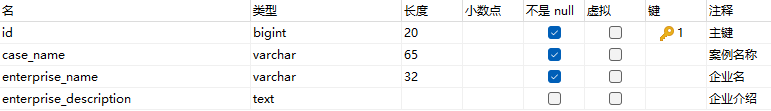 名 类型 长度 小数点 不是 null 虚拟 键 注释
id bigint 20 1 主键
case_name varchar 65 案例名称
enterprise_name varchar 32 企业名
enterprise_description text 企业介绍